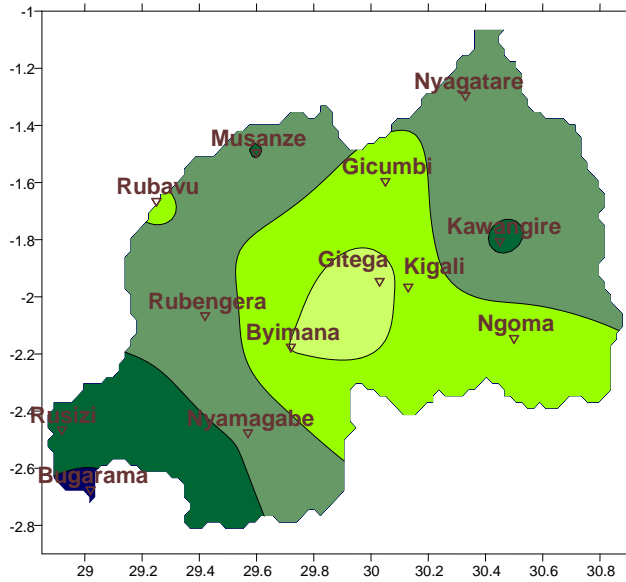 -1
-1.2
Nyagatare
-1.4
Musanze
Gicumbi
-1.6
Rubavu
Kawangire
-1.8
Gitega
Kigali
-2
Rubengera
Ngoma
Byimana
-2.2
-2.4
Rusizi
Nyamagabe
-2.6
Bugarama
-2.8
29 29.2 29.4 29.6 29.8 30 30.2 30.4 30.6 30.8